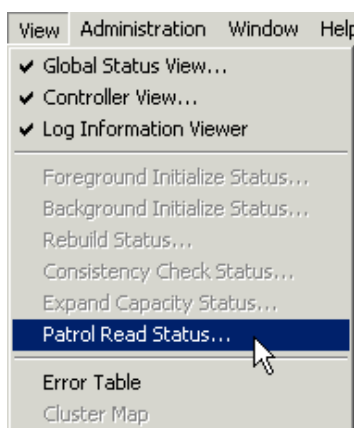 View Administration Window Help
Global Status View...
Controller View...
Log Information Viewer
Foreground Initialize Status...
Background Initialize Status...
Rebuild Status...
Consistency Check Status...
Expand Capacity Status...
Patrol Read Status...
Error Table
Cluster Map